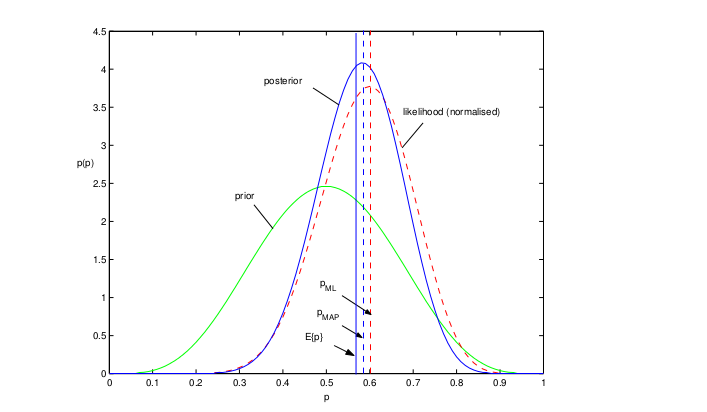 4.5
4
posterior
3.5
likelihood (normalised)
3
p(p)
2.5
prior
2
1.5
1
p_ML
p_MAP
0.5
E{p}
0
0 0.1 0.2 0.3 0.4 0.5 0.6 0.7 0.8 0.9 1
p